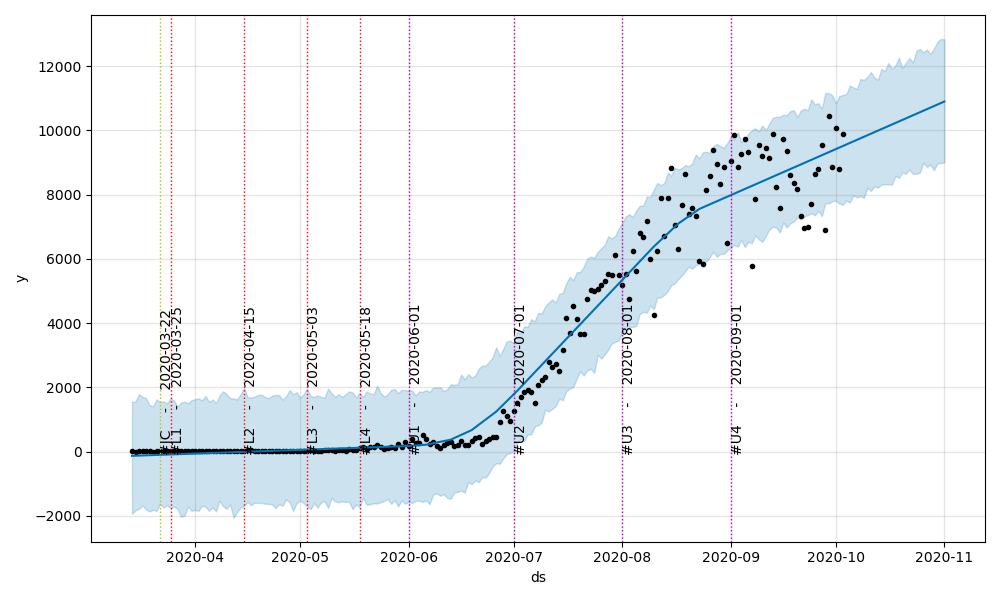 12000
10000
8000
6000
4000
2000
0
−2000
y
#JC - 2020-03-22
#L1 - 2020-03-25
#L2 - 2020-04-15
#L3 - 2020-05-03
#L4 - 2020-05-18
#U1 - 2020-06-01
#U2 - 2020-07-01
#U3 - 2020-08-01
#U4 - 2020-09-01
2020-04 2020-05 2020-06 2020-07 2020-08 2020-09 2020-10 2020-11
ds